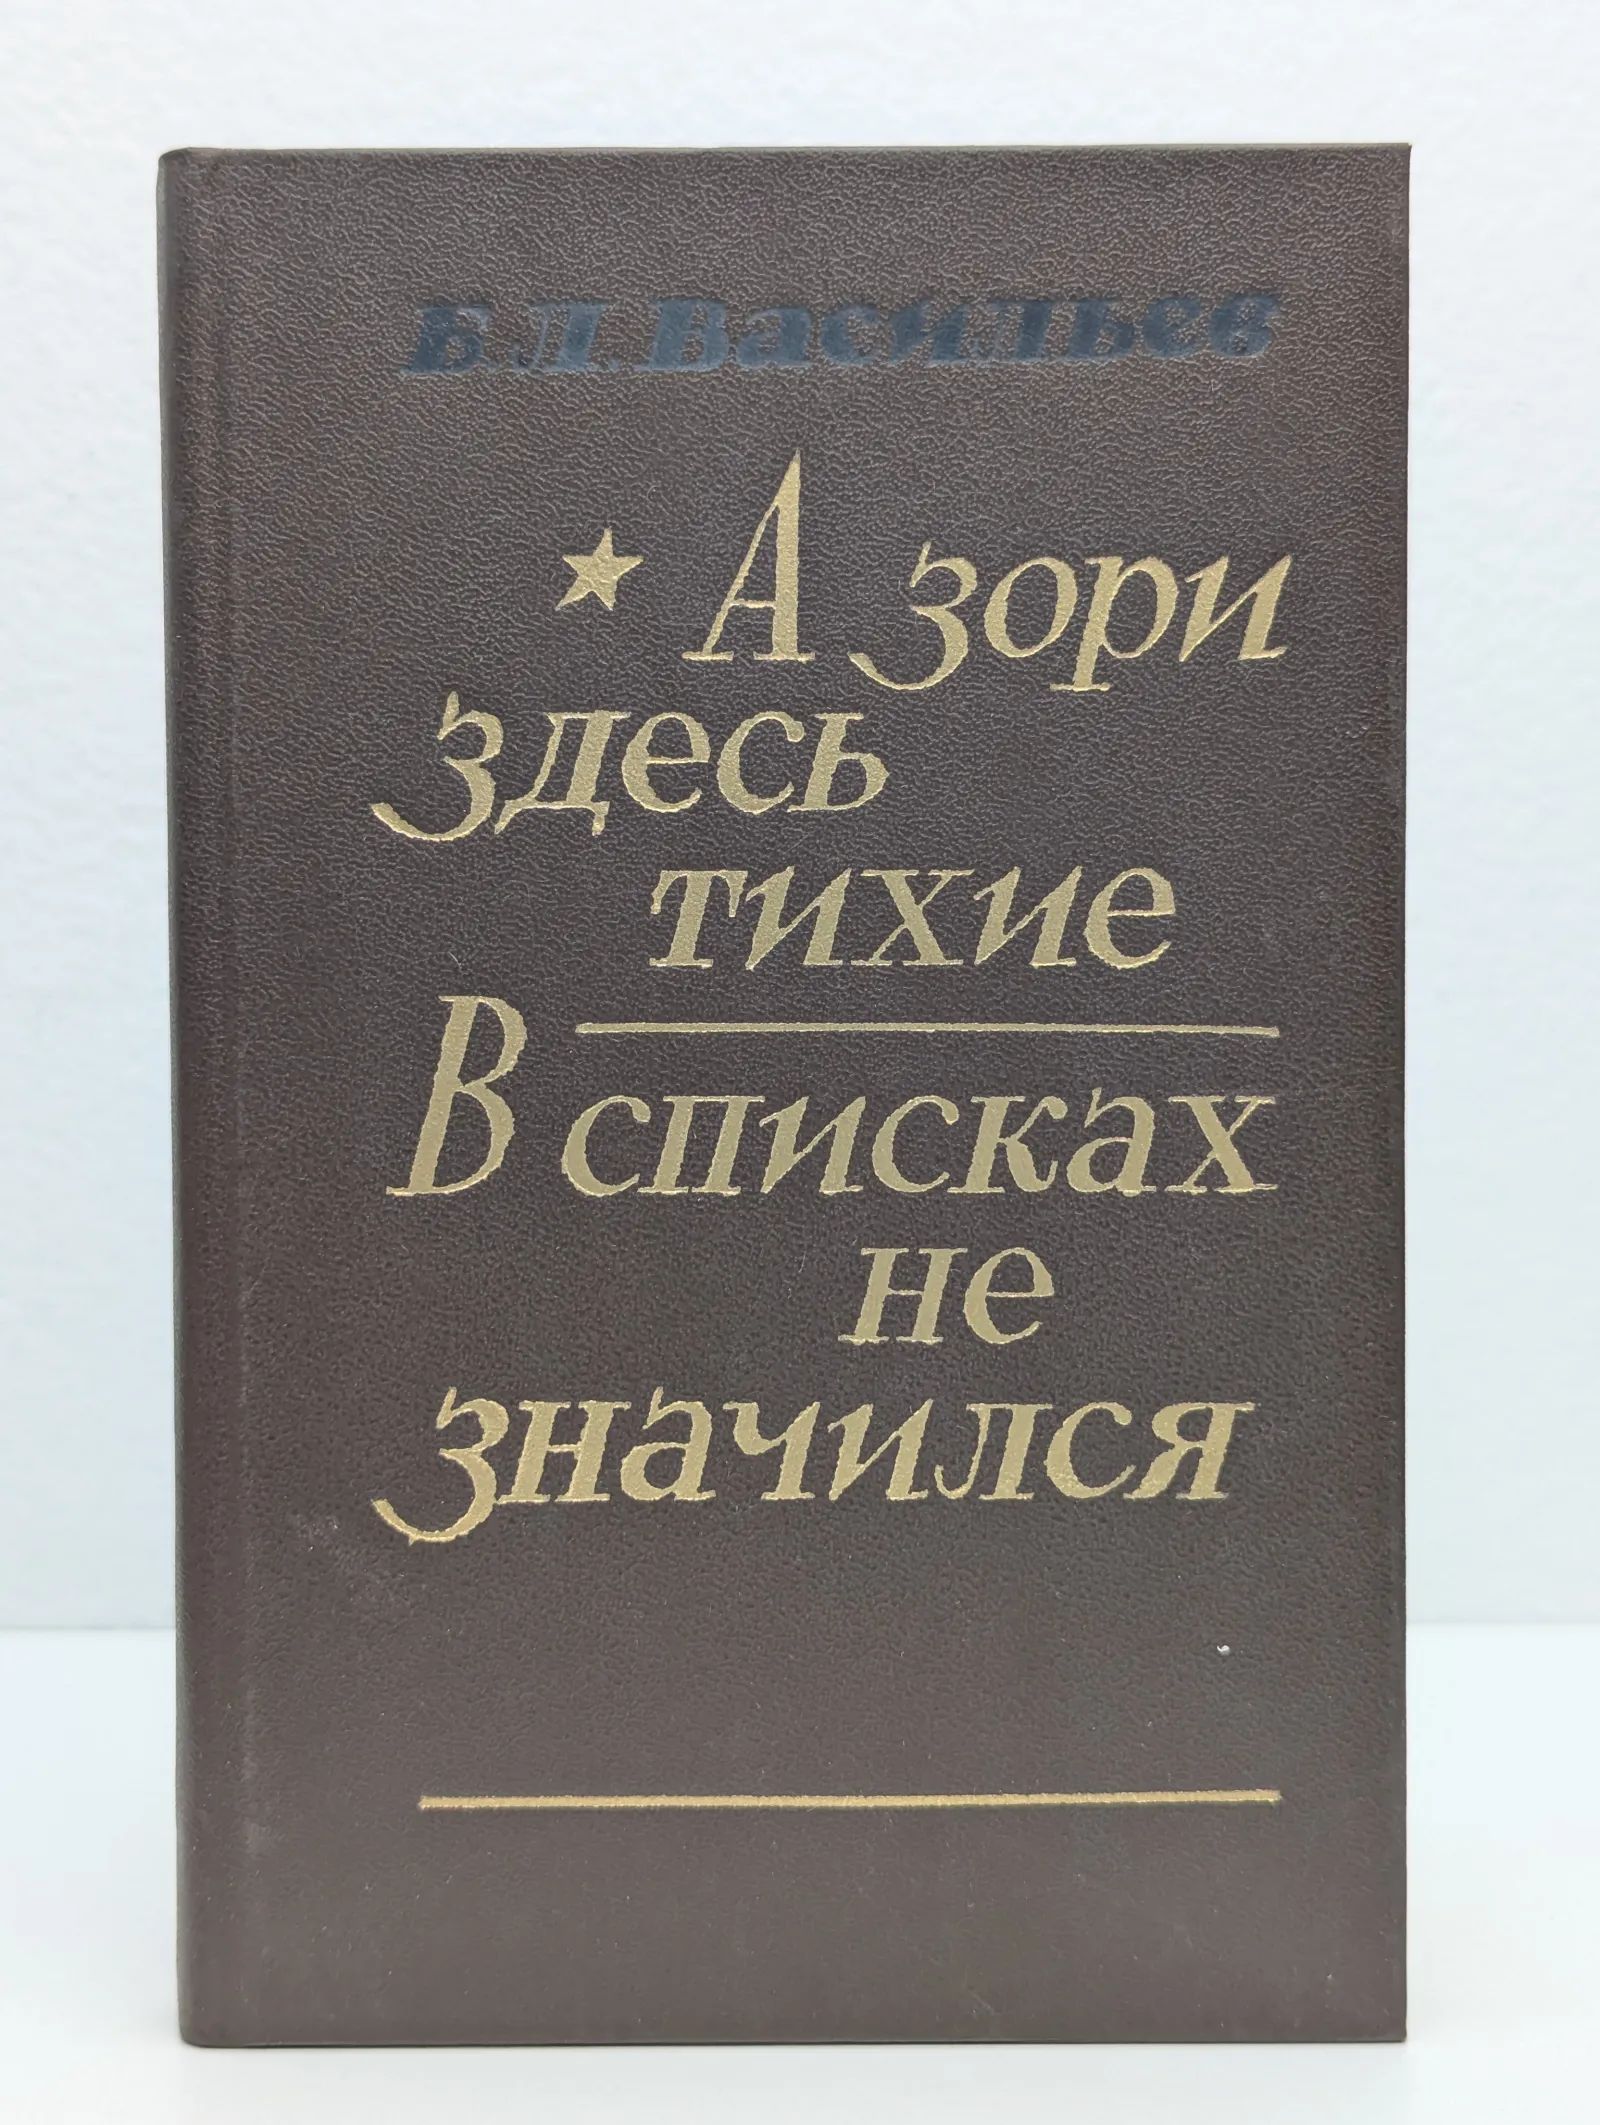 Б.Л.Васильев
А зори
здесь
тихие
В списках
не
значился